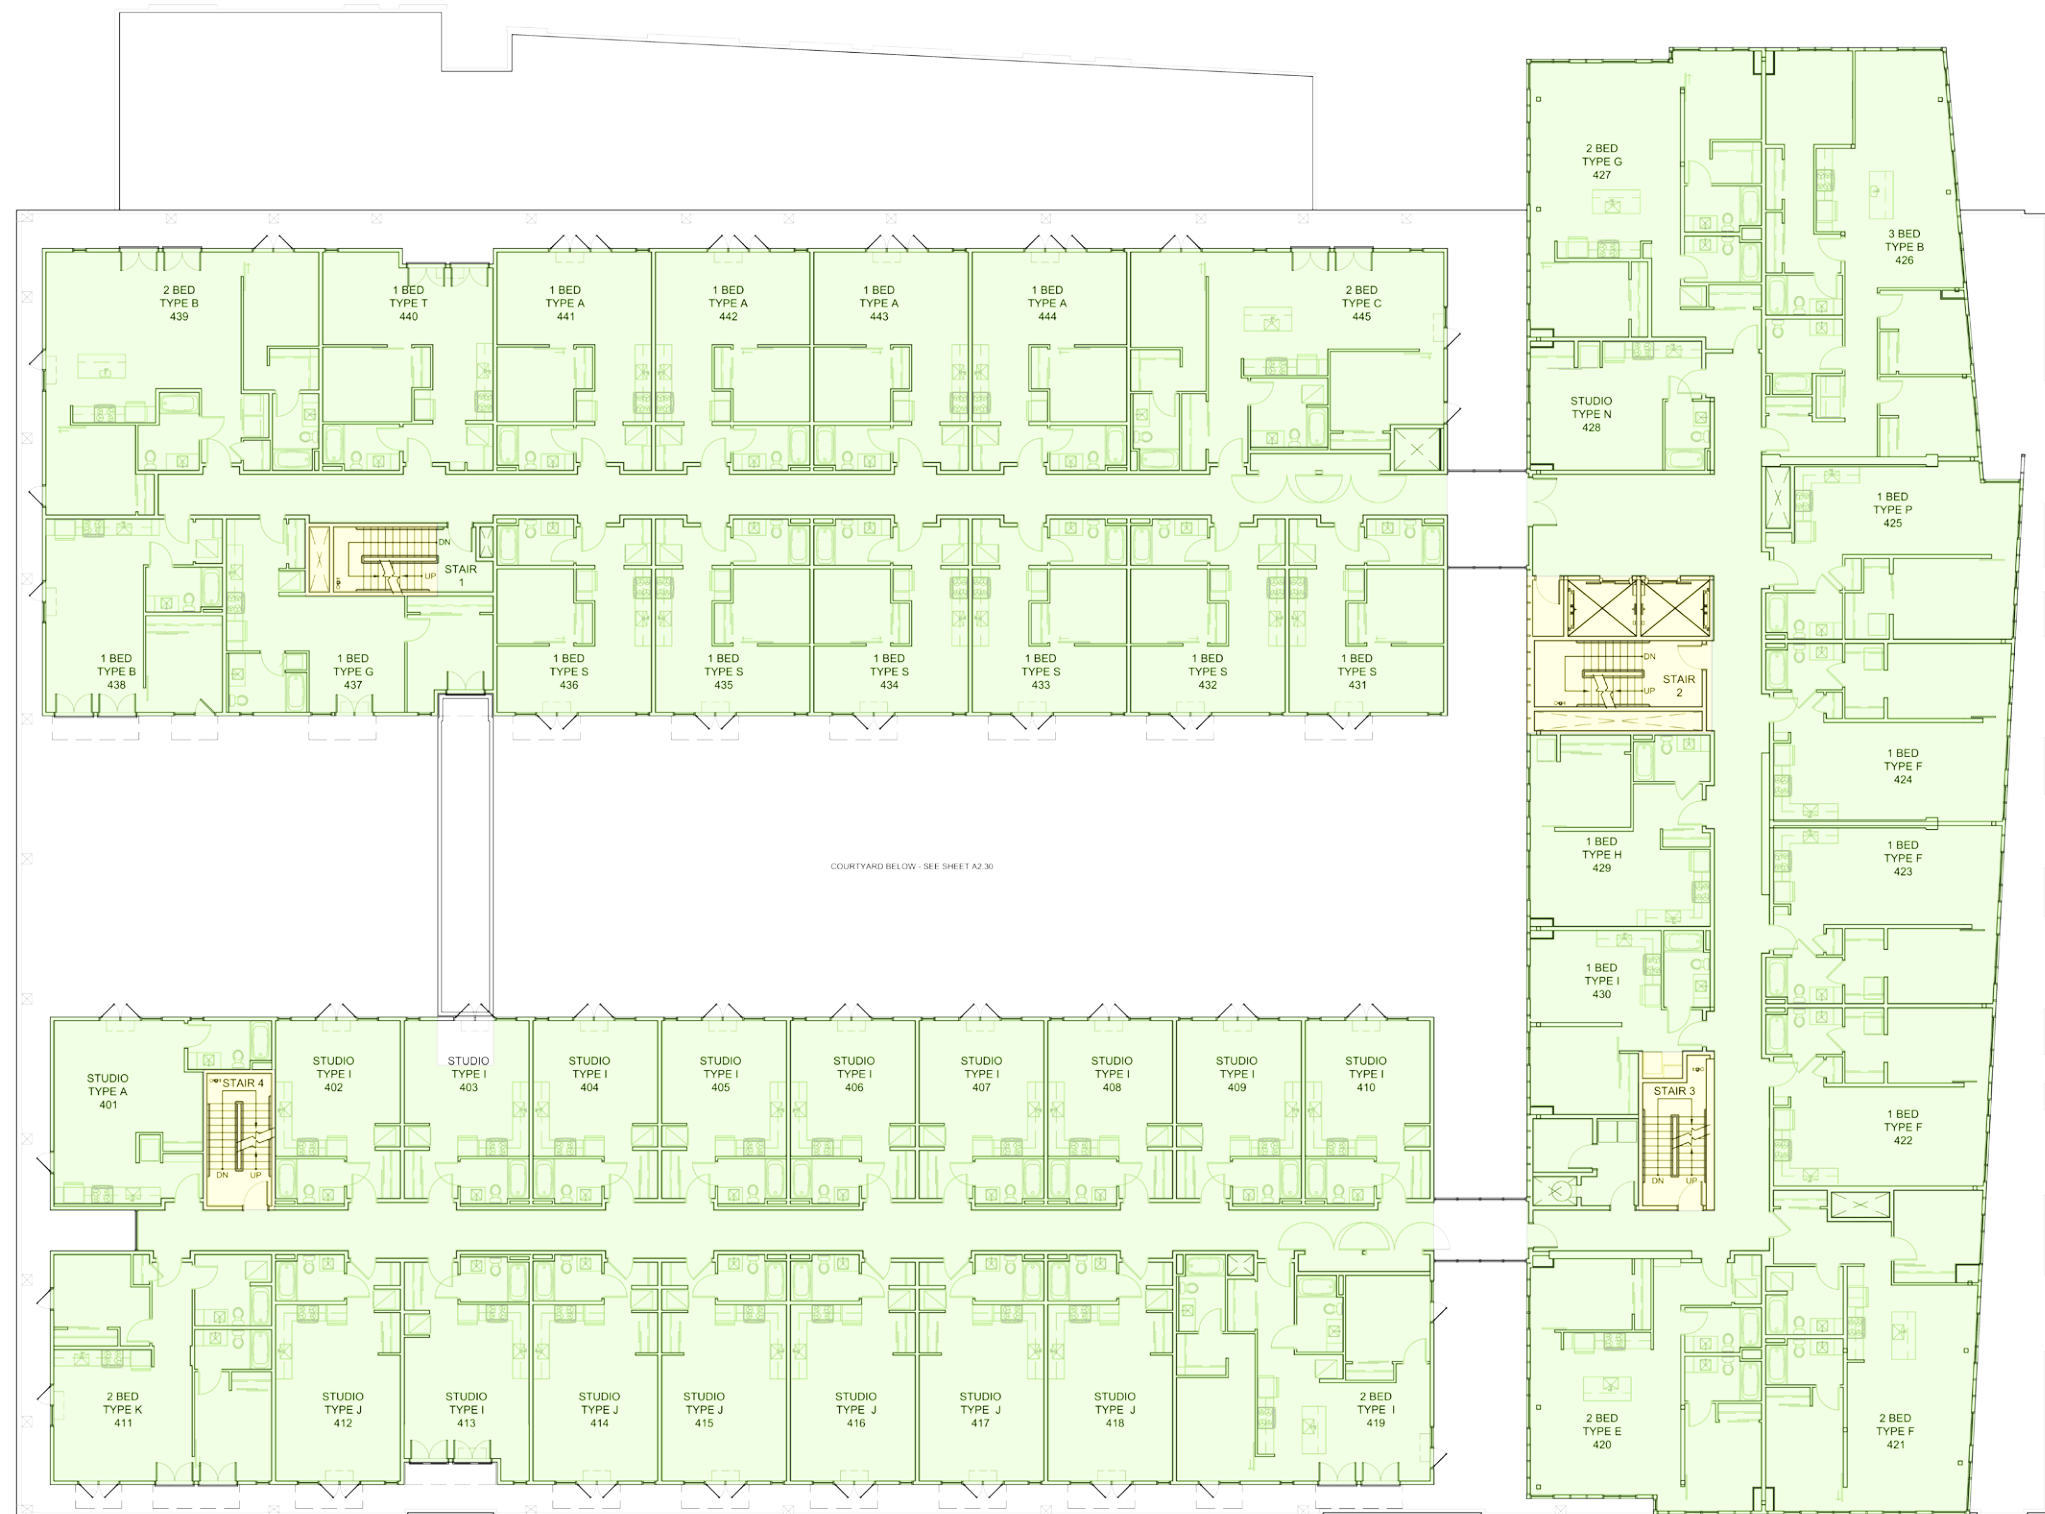 2 BED
TYPE G
427
3 BED
TYPE B
426
2 BED
TYPE B
439
1 BED
TYPE T
440
1 BED
TYPE A
441
1 BED
TYPE A
442
1 BED
TYPE A
443
1 BED
TYPE A
444
2 BED
TYPE C
445
STUDIO
TYPE N
428
1 BED
TYPE P
425
DN
UP
STAIR
1
1 BED
TYPE B
438
1 BED
TYPE G
437
1 BED
TYPE S
436
1 BED
TYPE S
435
1 BED
TYPE S
434
1 BED
TYPE S
433
1 BED
TYPE S
432
1 BED
TYPE S
431
DN
UP
STAIR
2
1 BED
TYPE F
424
1 BED
TYPE H
429
1 BED
TYPE F
423
COURTYARD BELOW - SEE SHEET A2.30
1 BED
TYPE I
430
STUDIO
TYPE A
401
STAIR 4
DN
UP
STUDIO
TYPE I
402
STUDIO
TYPE I
403
STUDIO
TYPE I
404
STUDIO
TYPE I
405
STUDIO
TYPE I
406
STUDIO
TYPE I
407
STUDIO
TYPE I
408
STUDIO
TYPE I
409
STUDIO
TYPE I
410
STAIR 3
DN
UP
1 BED
TYPE F
422
2 BED
TYPE K
411
STUDIO
TYPE J
412
STUDIO
TYPE I
413
STUDIO
TYPE J
414
STUDIO
TYPE J
415
STUDIO
TYPE J
416
STUDIO
TYPE J
417
STUDIO
TYPE J
418
2 BED
TYPE I
419
2 BED
TYPE E
420
2 BED
TYPE F
421